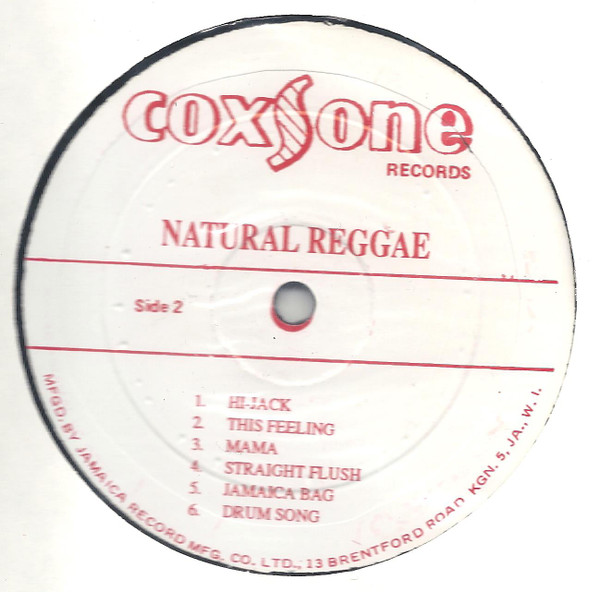 coxsone
RECORDS
NATURAL REGGAE
Side 2
1. HI-JACK
2. THIS FEELING
3. MAMA
4. STRAIGHT FLUSH
5. JAMAICA BAG
6. DRUM SONG
MFGD. BY JAMAICA RECORD MFG. CO. LTD., 13 BRENTFORD ROAD, KGN. 5, JA., W. I.